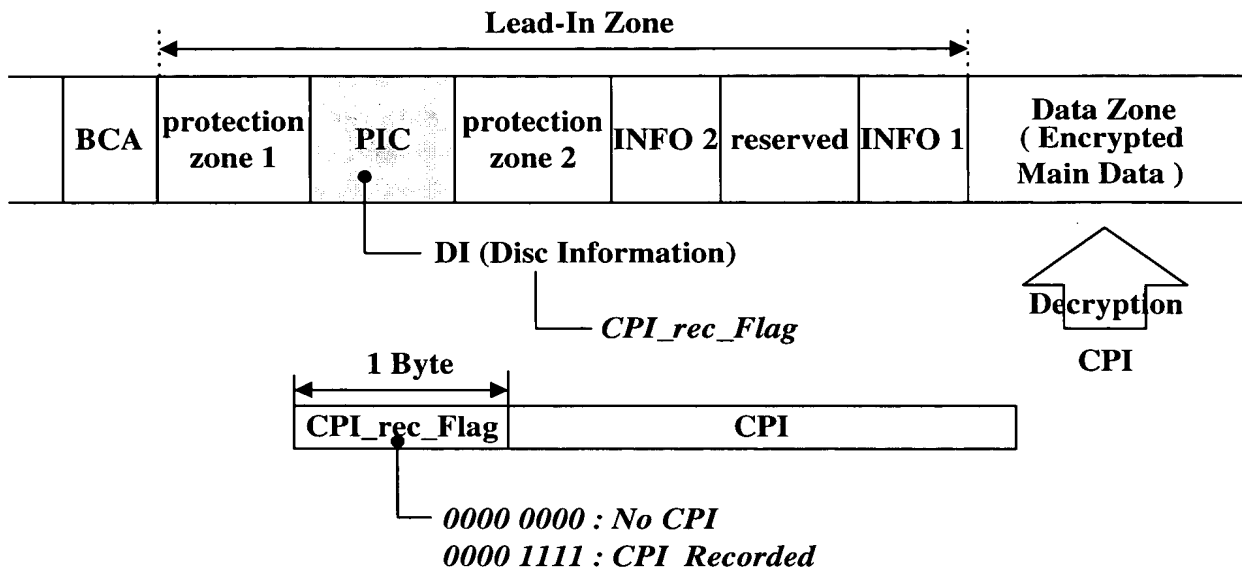 Lead-In Zone
BCA
protection
zone 1
PIC
protection
zone 2
INFO 2
reserved
INFO 1
Data Zone
( Encrypted
Main Data )
DI (Disc Information)
CPI_rec_Flag
Decryption
CPI
1 Byte
CPI_rec_Flag
CPI
0000 0000 : No CPI
0000 1111 : CPI Recorded